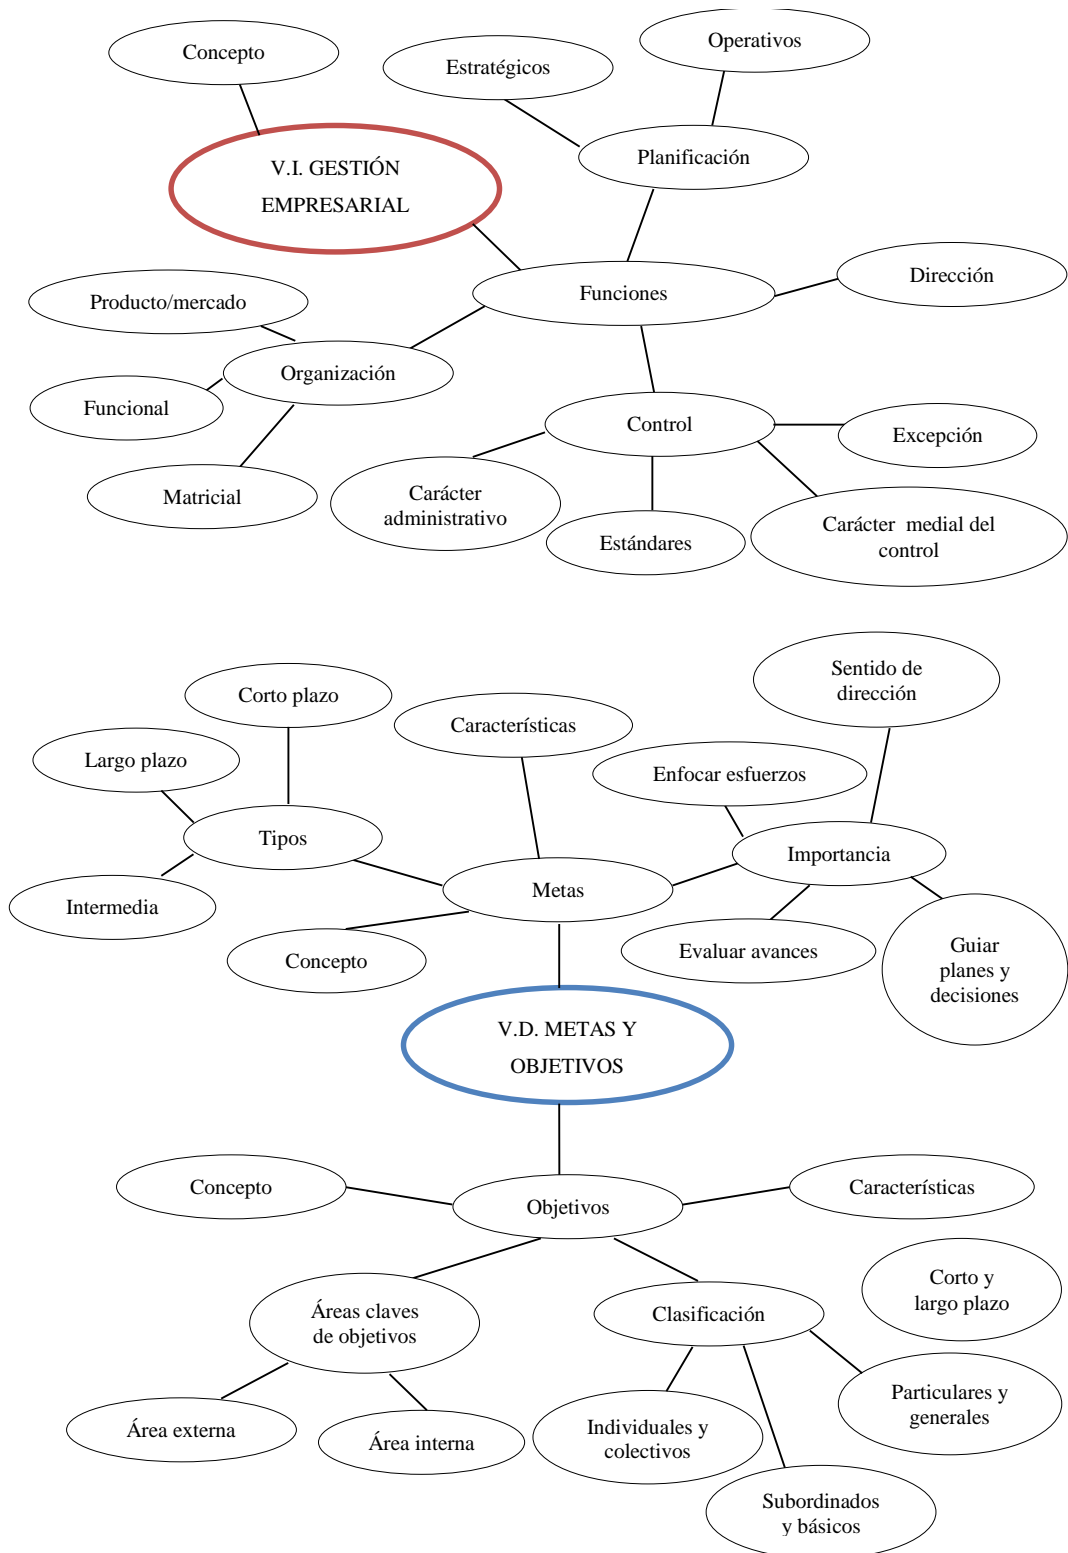 Concepto
Operativos
Estratégicos
Planificación
V.I. GESTIÓN
EMPRESARIAL
Dirección
Funciones
Producto/mercado
Organización
Funcional
Control
Excepción
Matricial
Carácter
administrativo
Estándares
Carácter  medial del
control
Sentido de
dirección
Corto plazo
Características
Largo plazo
Enfocar esfuerzos
Tipos
Importancia
Metas
Intermedia
Concepto
Evaluar avances
Guiar
planes y
decisiones
V.D. METAS Y
OBJETIVOS
Concepto
Objetivos
Características
Corto y
largo plazo
Áreas claves
de objetivos
Clasificación
Particulares y
generales
Área externa
Área interna
Individuales y
colectivos
Subordinados
y básicos